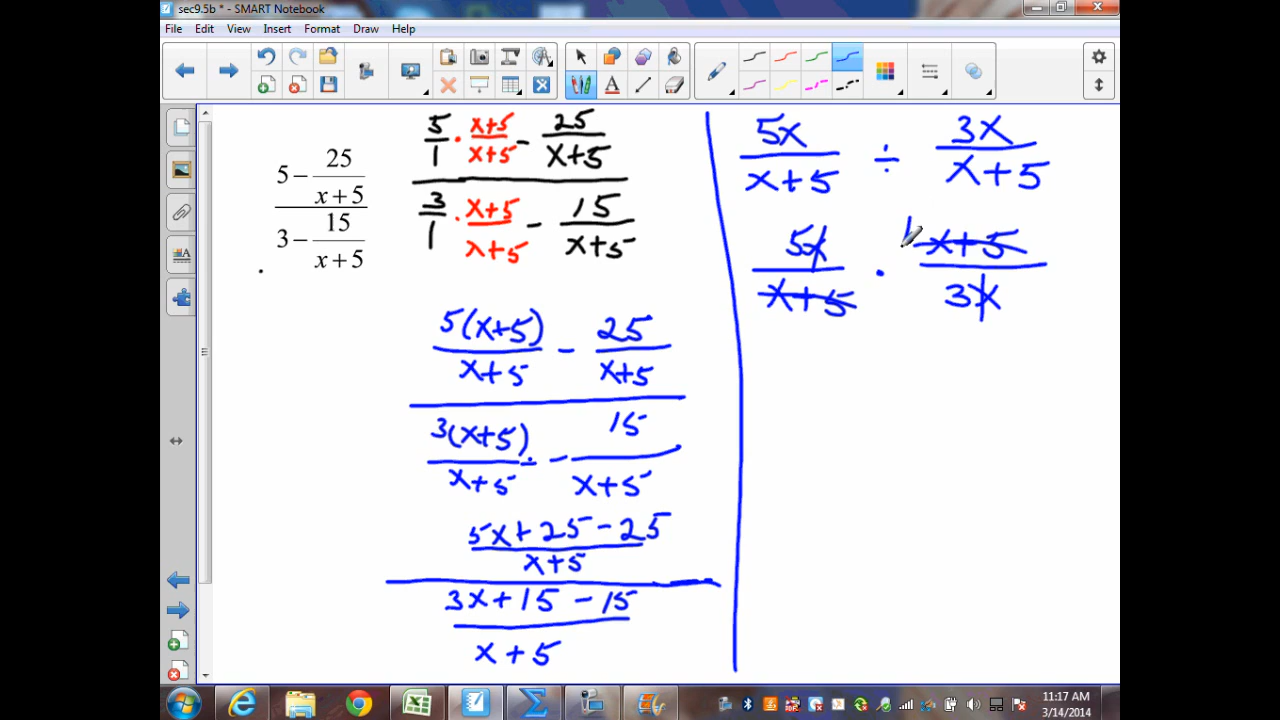 sec9.5b * - SMART Notebook
File Edit View Insert Format Draw Help
5 – 25/(x + 5)
3 – 15/(x + 5)
5/1 · (x+5)/(x+5) – 25/(x+5)
3/1 · (x+5)/(x+5) – 15/(x+5)
5(x+5)/(x+5) – 25/(x+5)
3(x+5)/(x+5) – 15/(x+5)
5x+25-25
x+5
3x+15-15
x+5
5x/(x+5) ÷ 3x/(x+5)
5x/(x+5) · (x+5)/3x
1
11:17 AM
3/14/2014